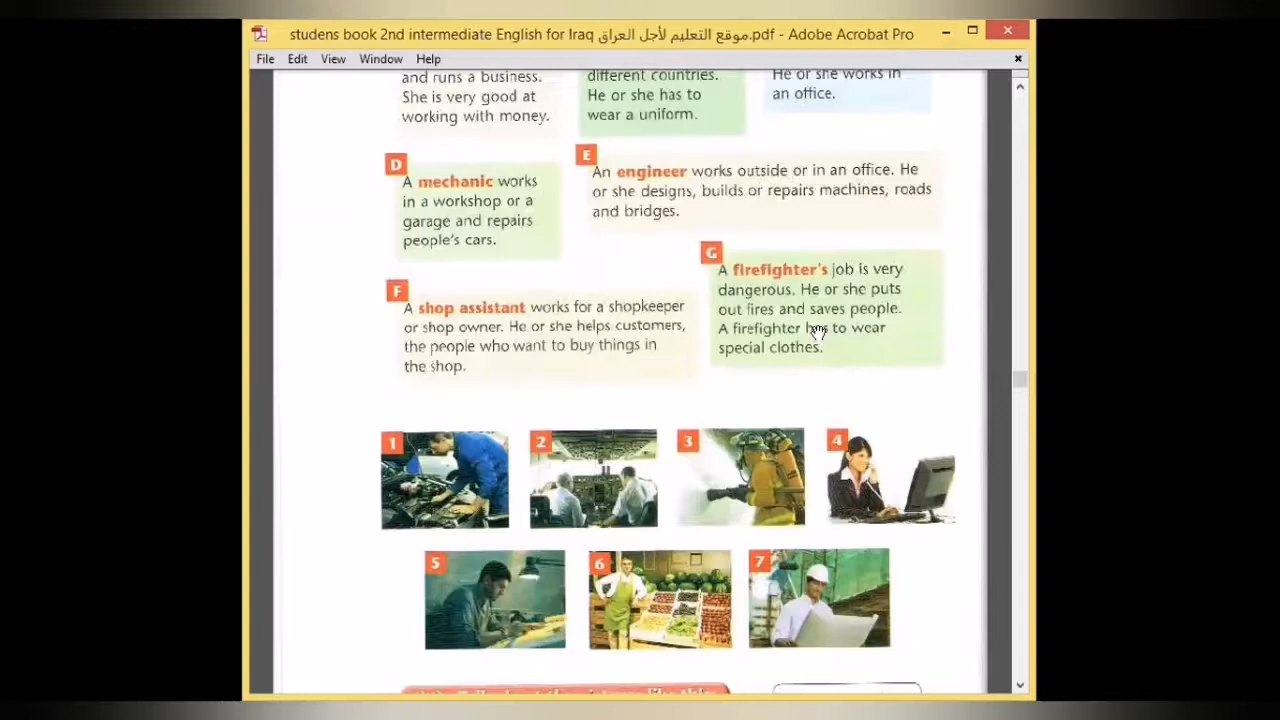 studens book 2nd intermediate English for Iraq موقع التعليم لأجل العراق.pdf - Adobe Acrobat Pro
File Edit View Window Help
and runs a business.
She is very good at
working with money.
different countries.
He or she has to
wear a uniform.
He or she works in
an office.
D
A mechanic works
in a workshop or a
garage and repairs
people's cars.
E
An engineer works outside or in an office. He
or she designs, builds or repairs machines, roads
and bridges.
F
A shop assistant works for a shopkeeper
or shop owner. He or she helps customers,
the people who want to buy things in
the shop.
G
A firefighter's job is very
dangerous. He or she puts
out fires and saves people.
A firefighter has to wear
special clothes.
1
2
3
4
5
6
7